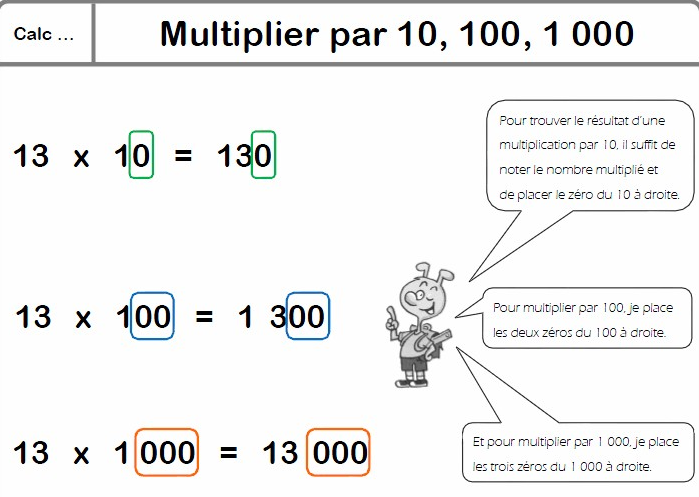 Calc ...
Multiplier par 10, 100, 1 000
13 x 10 = 130
Pour trouver le résultat d'une
multiplication par 10, il suffit de
noter le nombre multiplié et
de placer le zéro du 10 à droite.
13 x 100 = 1 300
Pour multiplier par 100, je place
les deux zéros du 100 à droite.
13 x 1 000 = 13 000
Et pour multiplier par 1 000, je place
les trois zéros du 1 000 à droite.